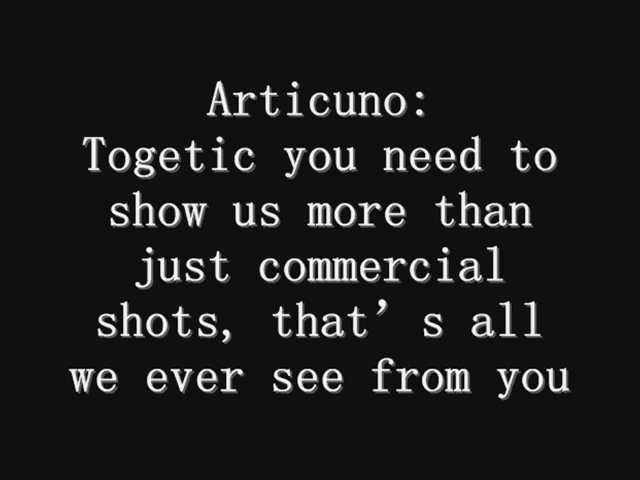 Articuno:
Togetic you need to
show us more than
just commercial
shots, that’s all
we ever see from you